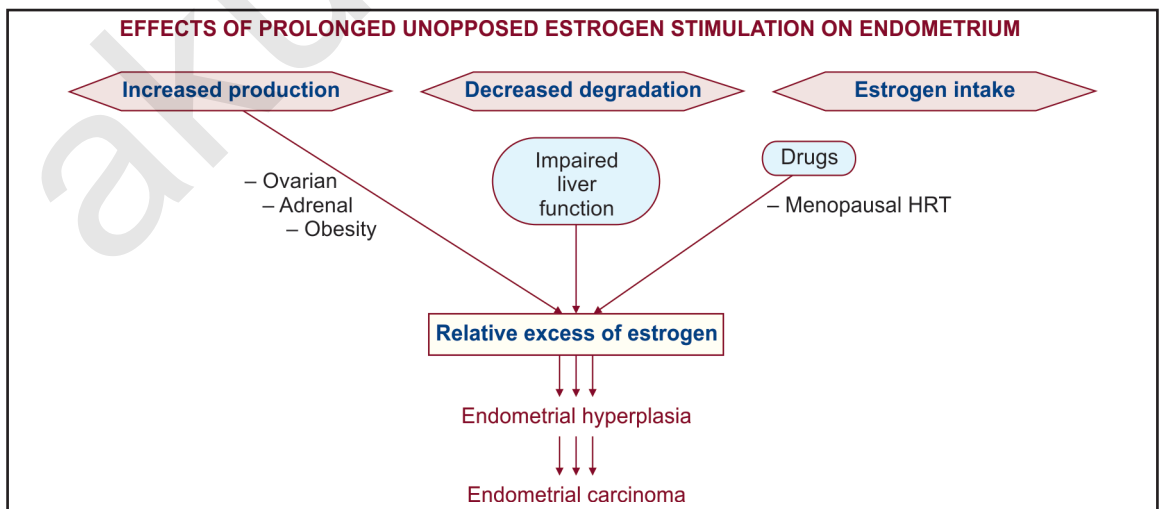 EFFECTS OF PROLONGED UNOPPOSED ESTROGEN STIMULATION ON ENDOMETRIUM
Increased production
Decreased degradation
Estrogen intake
Impaired
liver
function
Drugs
– Ovarian
– Adrenal
– Obesity
– Menopausal HRT
Relative excess of estrogen
Endometrial hyperplasia
Endometrial carcinoma